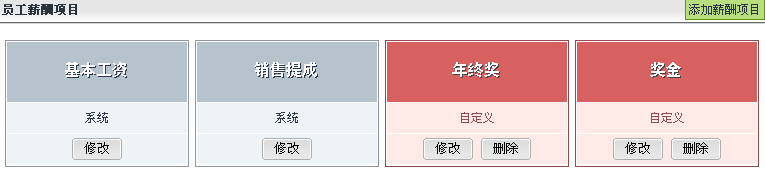 员工薪酬项目 添加薪酬项目
基本工资 销售提成 年终奖 奖金
系统 系统 自定义 自定义
修改 修改 修改 删除 修改 删除